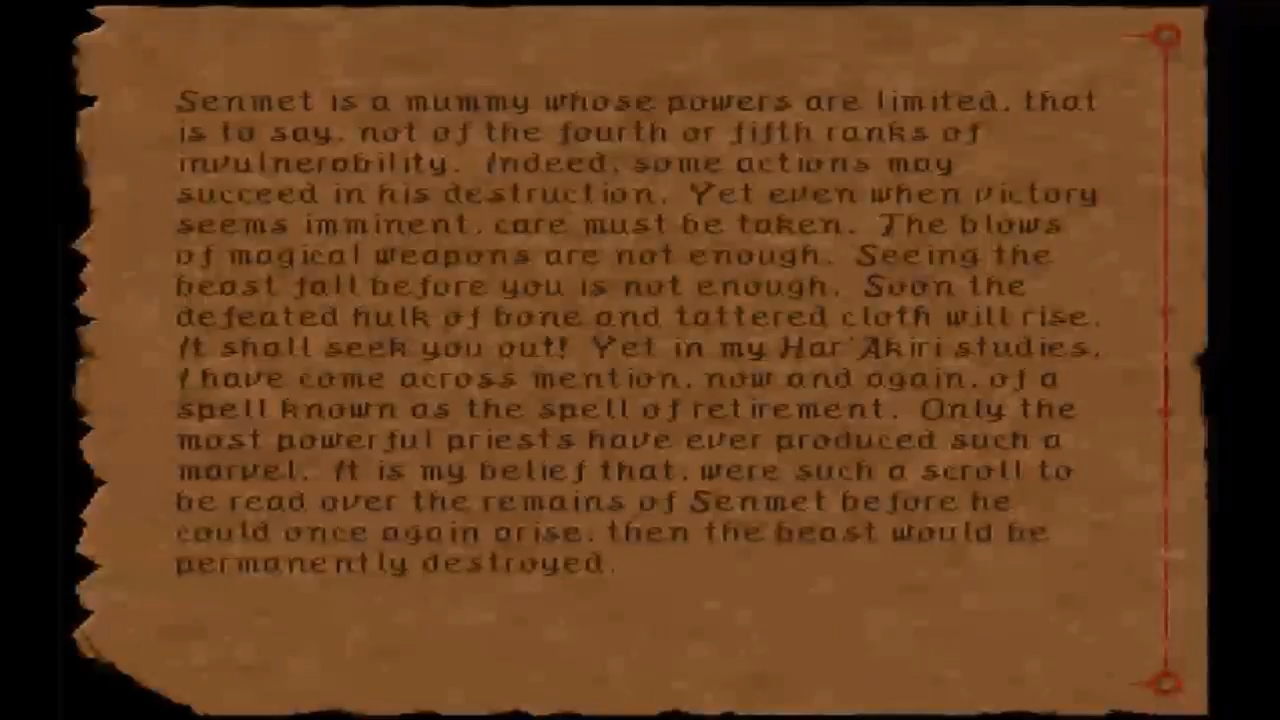 Senmet is a mummy whose powers are limited, that
is to say, not of the fourth or fifth ranks of
invulnerability. Indeed, some actions may
succeed in his destruction. Yet even when victory
seems imminent, care must be taken. The blows
of magical weapons are not enough. Seeing the
beast fall before you is not enough. Soon the
defeated hulk of bone and tattered cloth will rise.
It shall seek you out! Yet in my Har'Akiri studies,
I have come across mention, now and again, of a
spell known as the spell of retirement. Only the
most powerful priests have ever produced such a
marvel. It is my belief that, were such a scroll to
be read over the remains of Senmet before he
could once again arise, then the beast would be
permanently destroyed.